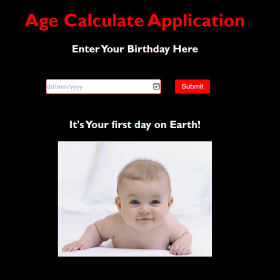 Age Calculate Application
Enter Your Birthday Here
dd/mm/yyyy
Submit
It's Your first day on Earth!